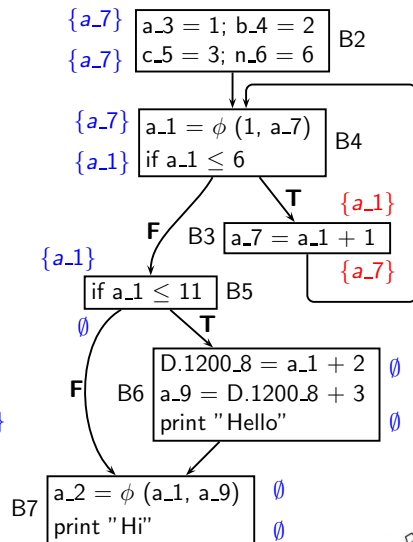 {a_7}
a_3 = 1; b_4 = 2
{a_7}
c_5 = 3; n_6 = 6
B2
{a_7}
a_1 = ϕ (1, a_7)
{a_1}
if a_1 ≤ 6
B4
F
T
{a_1}
B3
a_7 = a_1 + 1
{a_7}
{a_1}
if a_1 ≤ 11
B5
∅
F
T
D.1200_8 = a_1 + 2
∅
B6
a_9 = D.1200_8 + 3
print "Hello"
∅
}
B7
a_2 = ϕ (a_1, a_9)
∅
print "Hi"
∅